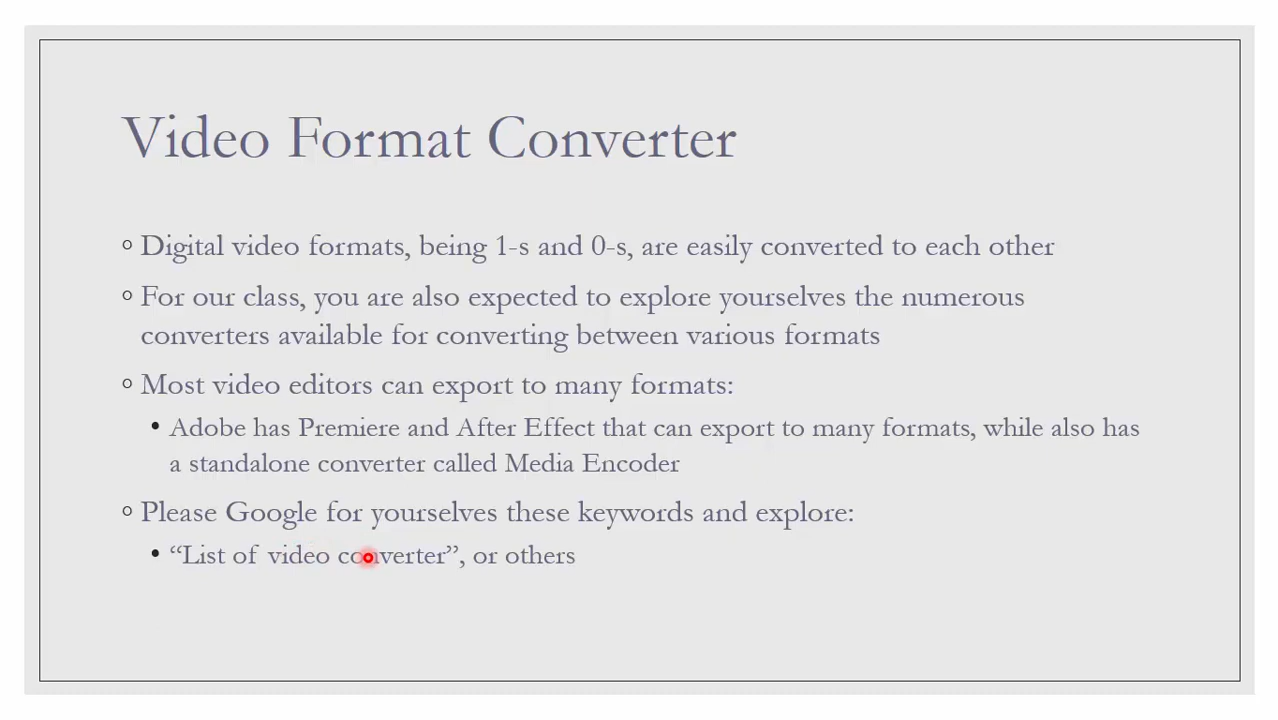 Video Format Converter
Digital video formats, being 1-s and 0-s, are easily converted to each other
For our class, you are also expected to explore yourselves the numerous
converters available for converting between various formats
Most video editors can export to many formats:
Adobe has Premiere and After Effect that can export to many formats, while also has
a standalone converter called Media Encoder
Please Google for yourselves these keywords and explore:
“List of video converter”, or others